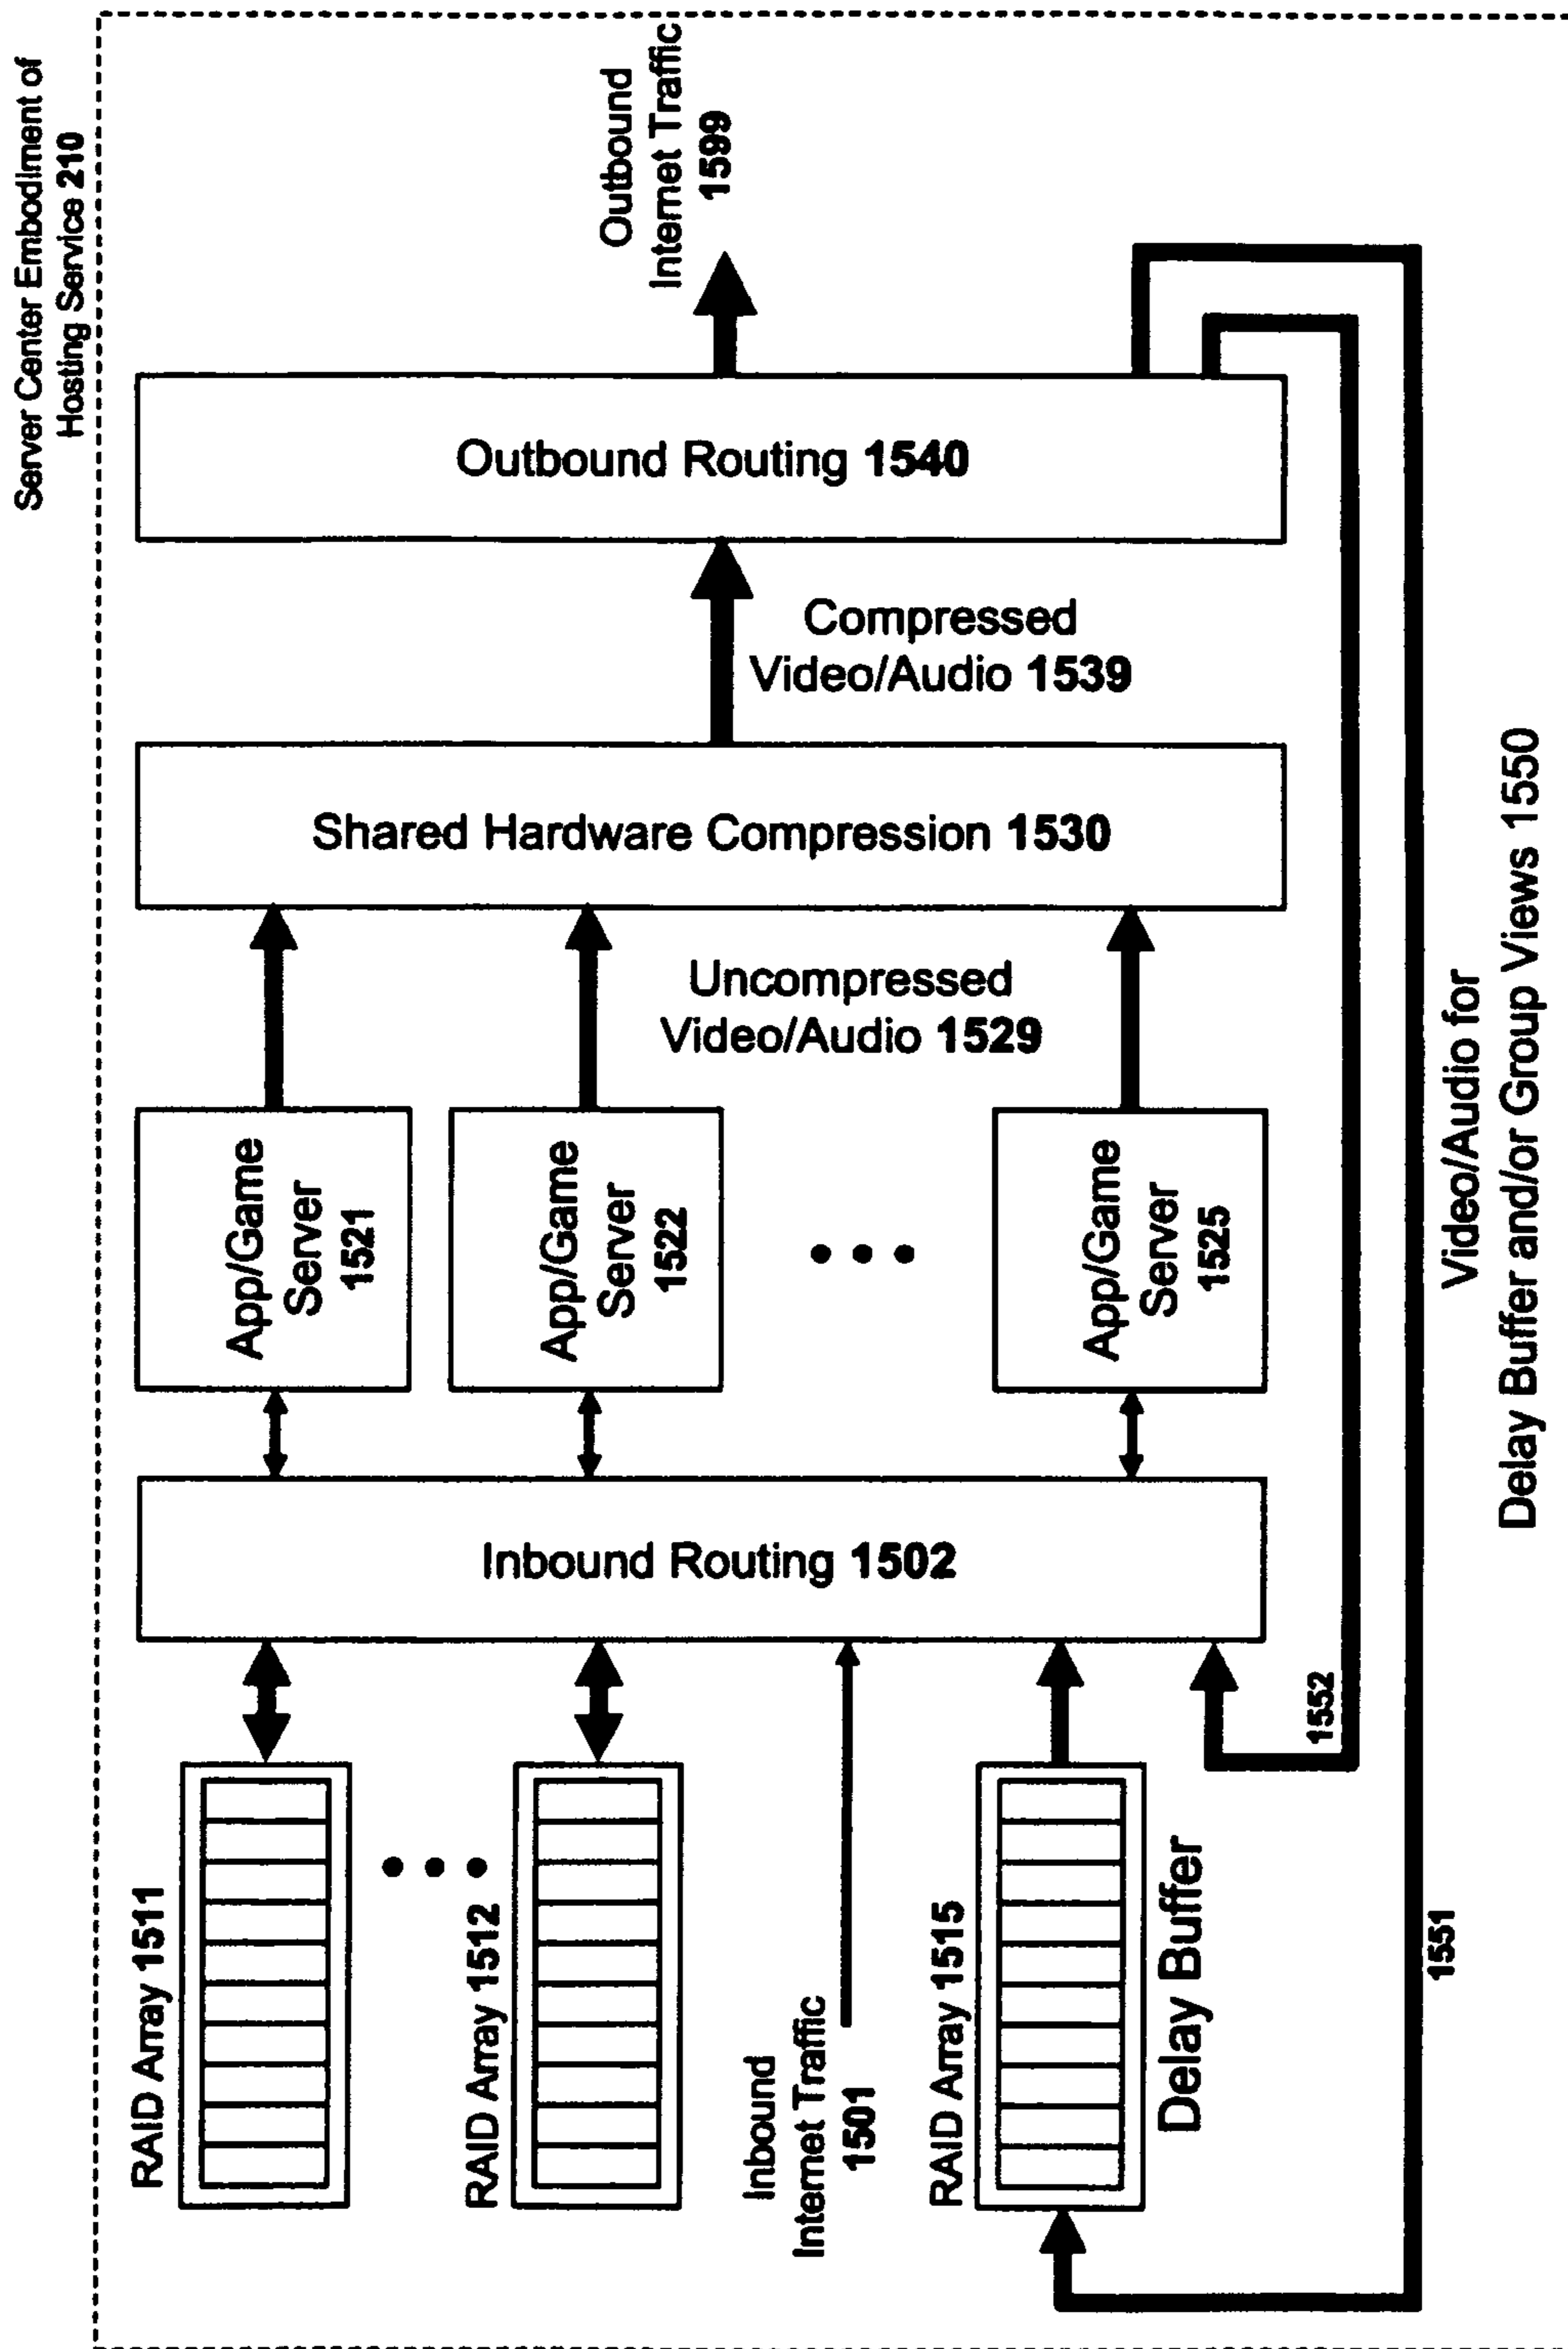 Server Center Embodiment of
Hosting Service 210
RAID Array 1511
RAID Array 1512
Inbound
Internet Traffic
1501
RAID Array 1515
Delay Buffer
Inbound Routing 1502
App/Game
Server
1521
App/Game
Server
1522
App/Game
Server
1525
Uncompressed
Video/Audio 1529
Shared Hardware Compression 1530
Compressed
Video/Audio 1539
Outbound Routing 1540
Outbound
Internet Traffic
1599
1552
1551
Video/Audio for
Delay Buffer and/or Group Views 1550